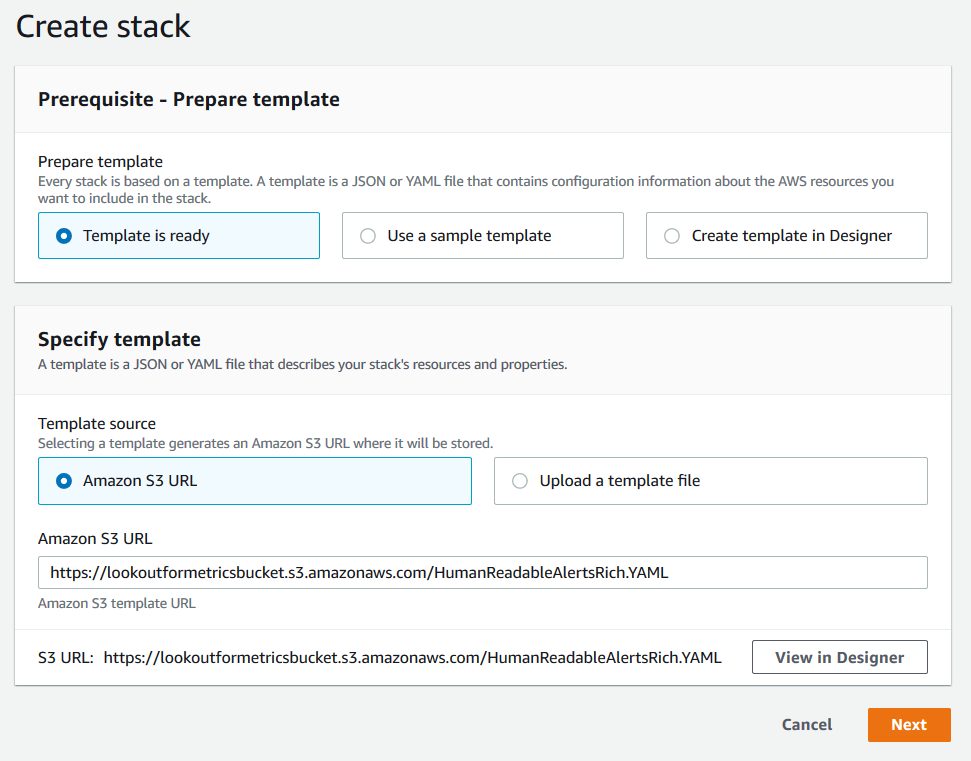 Create stack
Prerequisite - Prepare template
Prepare template
Every stack is based on a template. A template is a JSON or YAML file that contains configuration information about the AWS resources you
want to include in the stack.
Template is ready
Use a sample template
Create template in Designer
Specify template
A template is a JSON or YAML file that describes your stack's resources and properties.
Template source
Selecting a template generates an Amazon S3 URL where it will be stored.
Amazon S3 URL
Upload a template file
Amazon S3 URL
https://lookoutformetricsbucket.s3.amazonaws.com/HumanReadableAlertsRich.YAML
Amazon S3 template URL
S3 URL: https://lookoutformetricsbucket.s3.amazonaws.com/HumanReadableAlertsRich.YAML
View in Designer
Cancel
Next